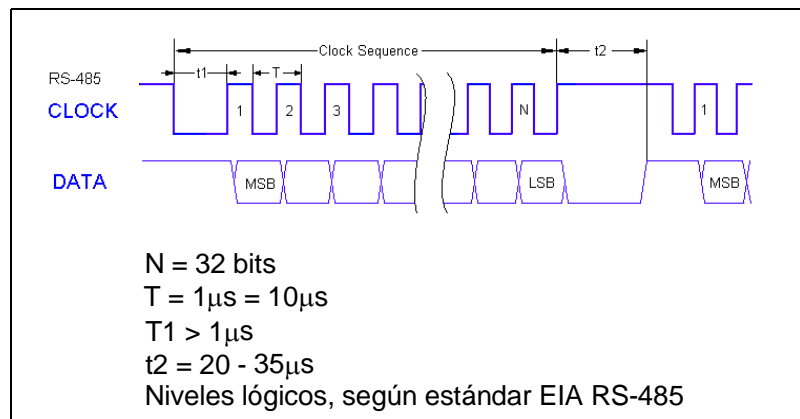 Clock Sequence
t2
RS-485
t1
T
CLOCK
1
2
3
N
1
DATA
MSB
LSB
MSB
N = 32 bits
T = 1μs = 10μs
T1 > 1μs
t2 = 20 - 35μs
Niveles lógicos, según estándar EIA RS-485